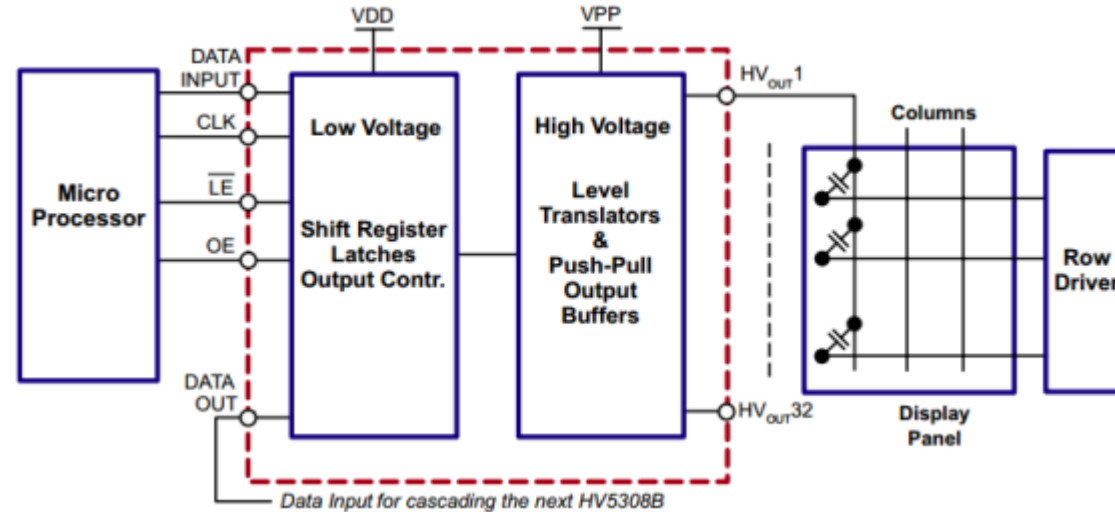 VDD
VPP
DATA
INPUT
CLK
LE
OE
DATA
OUT
Micro
Processor
Low Voltage
Shift Register
Latches
Output Contr.
High Voltage
Level
Translators
&
Push-Pull
Output
Buffers
HVOUT1
HVOUT32
Columns
Display
Panel
Row
Driver
Data Input for cascading the next HV5308B